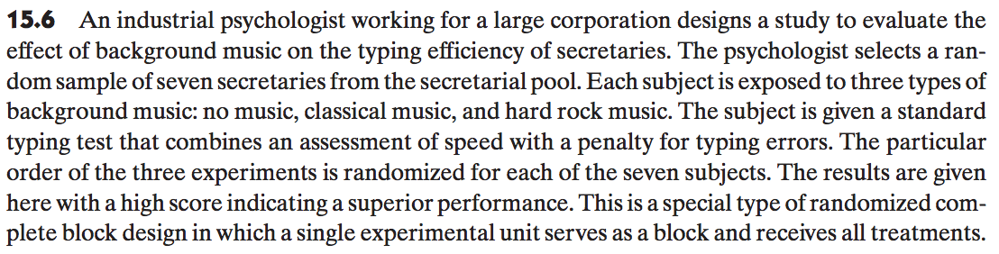 15.6 An industrial psychologist working for a large corporation designs a study to evaluate the
effect of background music on the typing efficiency of secretaries. The psychologist selects a ran-
dom sample of seven secretaries from the secretarial pool. Each subject is exposed to three types of
background music: no music, classical music, and hard rock music. The subject is given a standard
typing test that combines an assessment of speed with a penalty for typing errors. The particular
order of the three experiments is randomized for each of the seven subjects. The results are given
here with a high score indicating a superior performance. This is a special type of randomized com-
plete block design in which a single experimental unit serves as a block and receives all treatments.